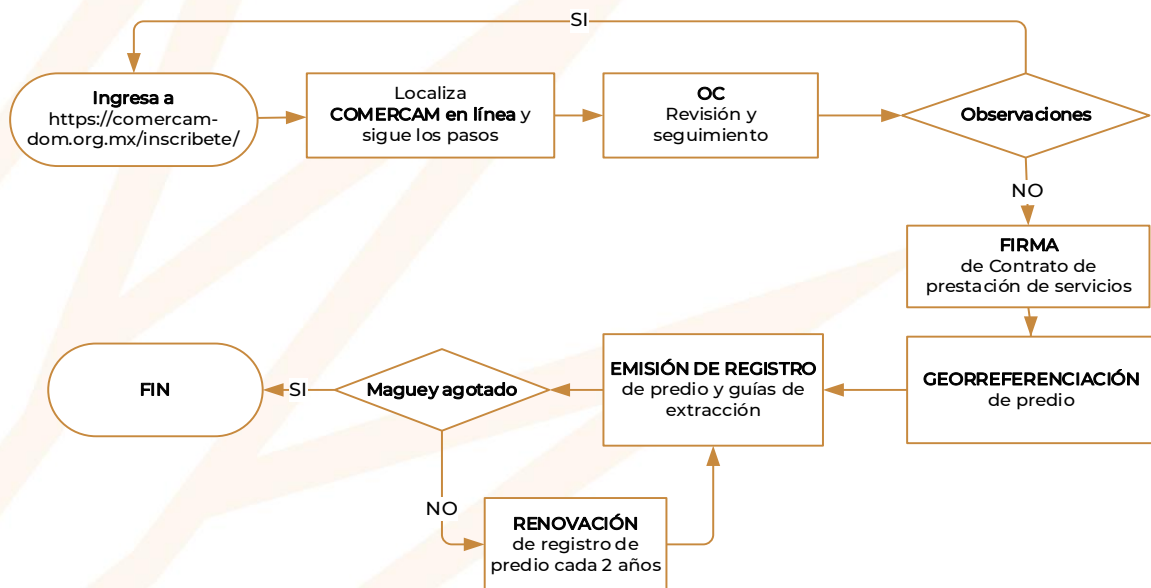 SI
Ingresa a
https://comercam-
dom.org.mx/inscribete/
Localiza
COMERCAM en línea y
sigue los pasos
OC
Revisión y
seguimiento
Observaciones
NO
FIRMA
de Contrato de
prestación de servicios
GEORREFERENCIACIÓN
de predio
EMISIÓN DE REGISTRO
de predio y guías de
extracción
Maguey agotado
SI
FIN
NO
RENOVACIÓN
de registro de
predio cada 2 años